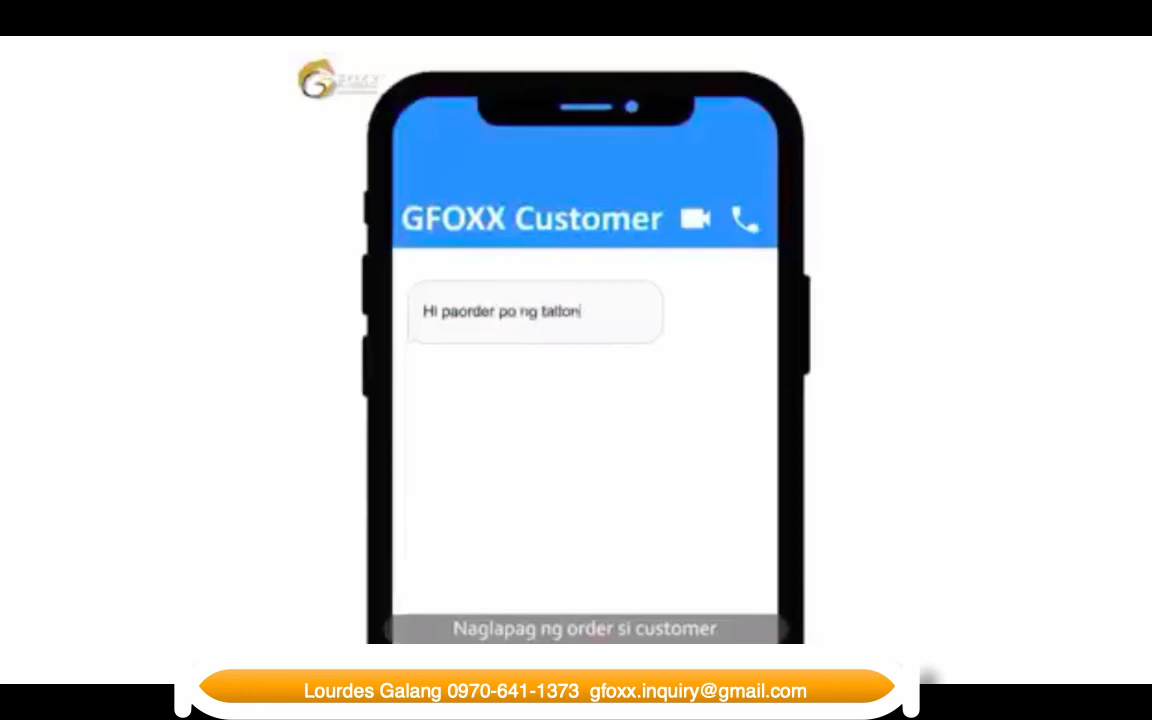 GFOXX Customer
Hi paorder po ng tatlon
Naglapag ng order si customer
Lourdes Galang 0970-641-1373 gfoxx.inquiry@gmail.com